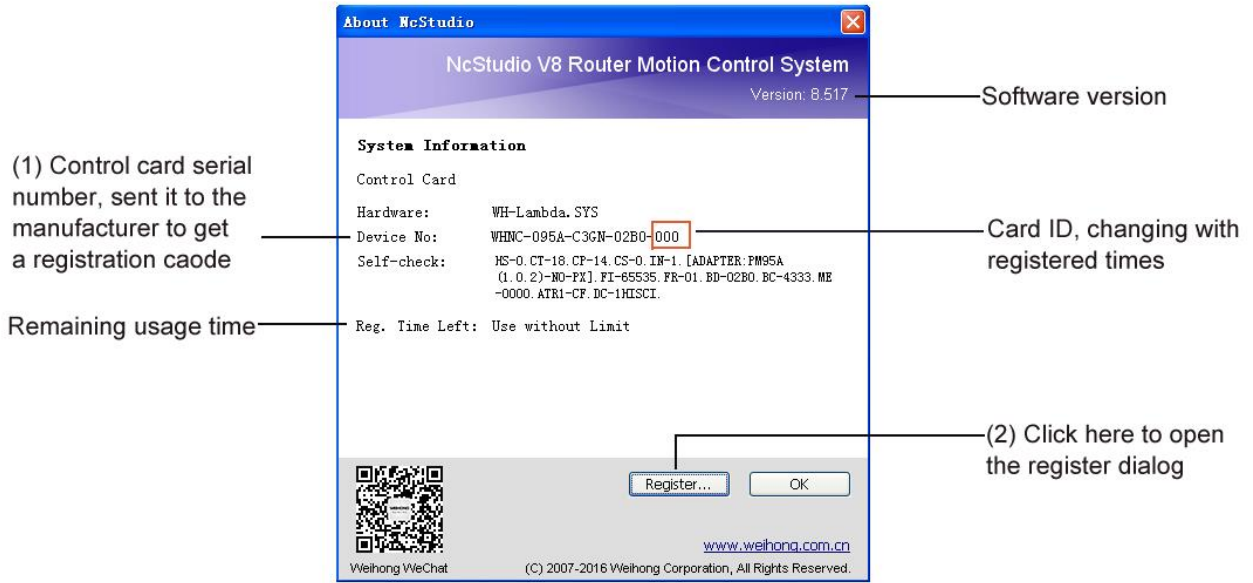 About NcStudio
NcStudio V8 Router Motion Control System
Version: 8.517
Software version
System Information
(1) Control card serial
number, sent it to the
manufacturer to get
a registration caode
Control Card
Hardware: WH-Lambda.SYS
Device No: WHNC-095A-C3GN-02B0-000
Card ID, changing with
registered times
Self-check: HS-0.CT-18.CP-14.CS-0.IN-1.[ADAPTER:PM95A
(1.0.2)-NO-PX].FI-65535.FR-01.BD-02B0.BC-4333.ME
-0000.ATR1-CF.DC-1HISCI.
Remaining usage time
Reg. Time Left: Use without Limit
(2) Click here to open
the register dialog
Register...
OK
www.weihong.com.cn
Weihong WeChat
(C) 2007-2016 Weihong Corporation, All Rights Reserved.